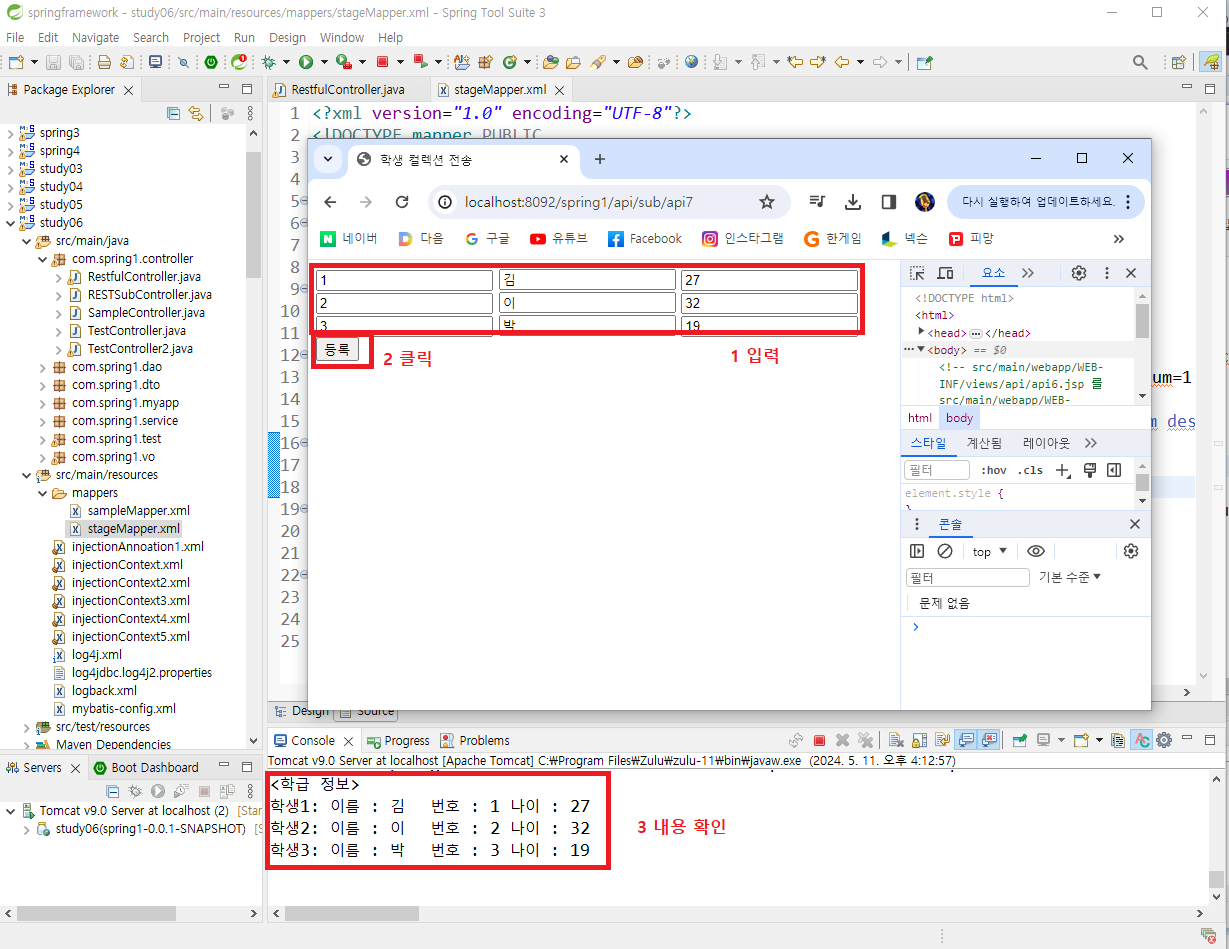 springframework - study06/src/main/resources/mappers/stageMapper.xml - Spring Tool Suite 3
File Edit Navigate Search Project Run Design Window Help
Package Explorer
spring3
spring4
study03
study04
study05
study06
src/main/java
com.spring1.controller
RestfulController.java
RESTSubController.java
SampleController.java
TestController.java
TestController2.java
com.spring1.dao
com.spring1.dto
com.spring1.myapp
com.spring1.service
com.spring1.test
com.spring1.vo
src/main/resources
mappers
sampleMapper.xml
stageMapper.xml
injectionAnnoation1.xml
injectionContext.xml
injectionContext2.xml
injectionContext3.xml
injectionContext4.xml
injectionContext5.xml
log4j.xml
log4jdbc.log4j2.properties
logback.xml
mybatis-config.xml
src/test/resources
Maven Dependencies
Servers Boot Dashboard
Tomcat v9.0 Server at localhost (2) [Star
study06(spring1-0.0.1-SNAPSHOT) [S
RestfulController.java stageMapper.xml
1 <?xml version="1.0" encoding="UTF-8"?>
2 <!DOCTYPE mapper PUBLIC
3
4
5
6
7
8
9
10
11
12
13 um=1
14
15 m des
16
17
18
19
20
21
22
23
24
25
Design Source
학생 컬렉션 전송
localhost:8092/spring1/api/sub/api7
다시 실행하여 업데이트하세요.
네이버 다음 구글 유튜브 Facebook 인스타그램 한게임 넥슨 피망
1 김 27
2 이 32
3 박 19
등록
2 클릭
1 입력
요소
<!DOCTYPE html>
<html>
<head> </head>
<body> == $0
<!-- src/main/webapp/WEB-
INF/views/api/api6.jsp 를
src/main/webapp/WEB-
html body
스타일 계산됨 레이아웃
필터 :hov .cls
element.style {
}
콘솔
top
필터 기본 수준
문제 없음
Console Progress Problems
Tomcat v9.0 Server at localhost [Apache Tomcat] C:₩Program Files₩Zulu₩zulu-11₩bin₩javaw.exe (2024. 5. 11. 오후 4:12:57)
<학급 정보>
학생1: 이름 : 김 번호 : 1 나이 : 27
학생2: 이름 : 이 번호 : 2 나이 : 32
학생3: 이름 : 박 번호 : 3 나이 : 19
3 내용 확인